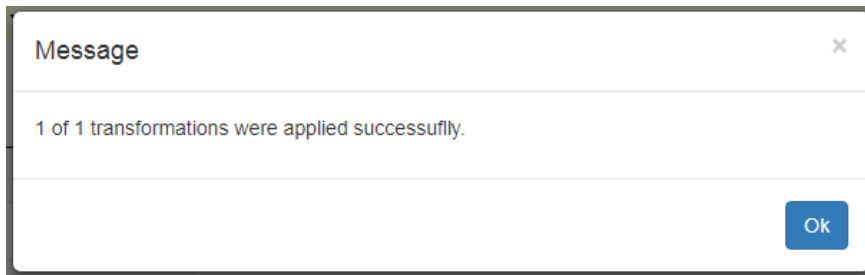 Message ×
1 of 1 transformations were applied successuflly.
Ok